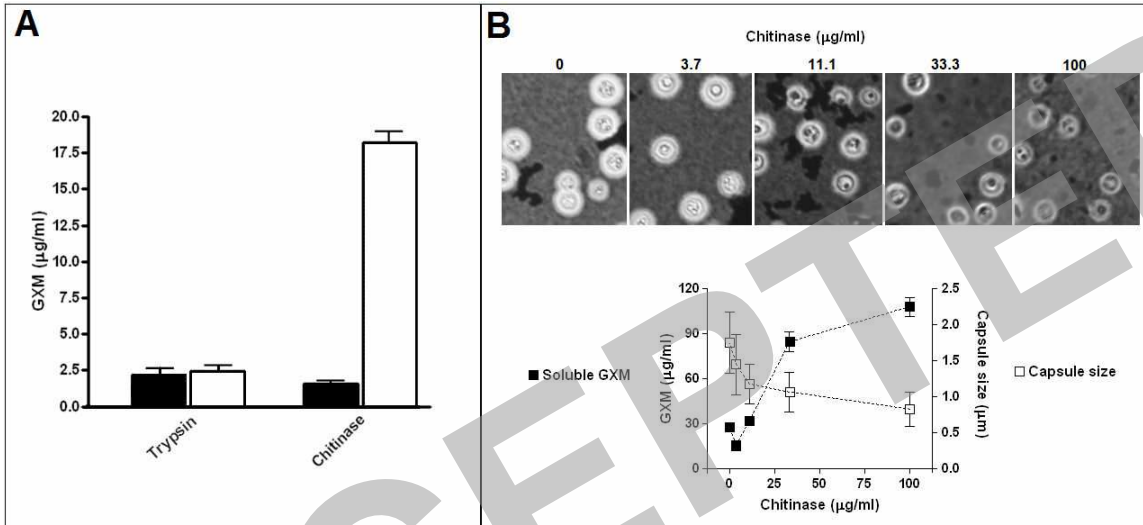 A
20.0
17.5
15.0
12.5
10.0
7.5
5.0
2.5
0.0
GXM (µg/ml)
Trypsin
Chitinase
B
Chitinase (µg/ml)
0 3.7 11.1 33.3 100
120
90
60
30
0
GXM (µg/ml)
Soluble GXM
2.5
2.0
1.5
1.0
0.5
0.0
Capsule size (µm)
Capsule size
0 25 50 75 100
Chitinase (µg/ml)